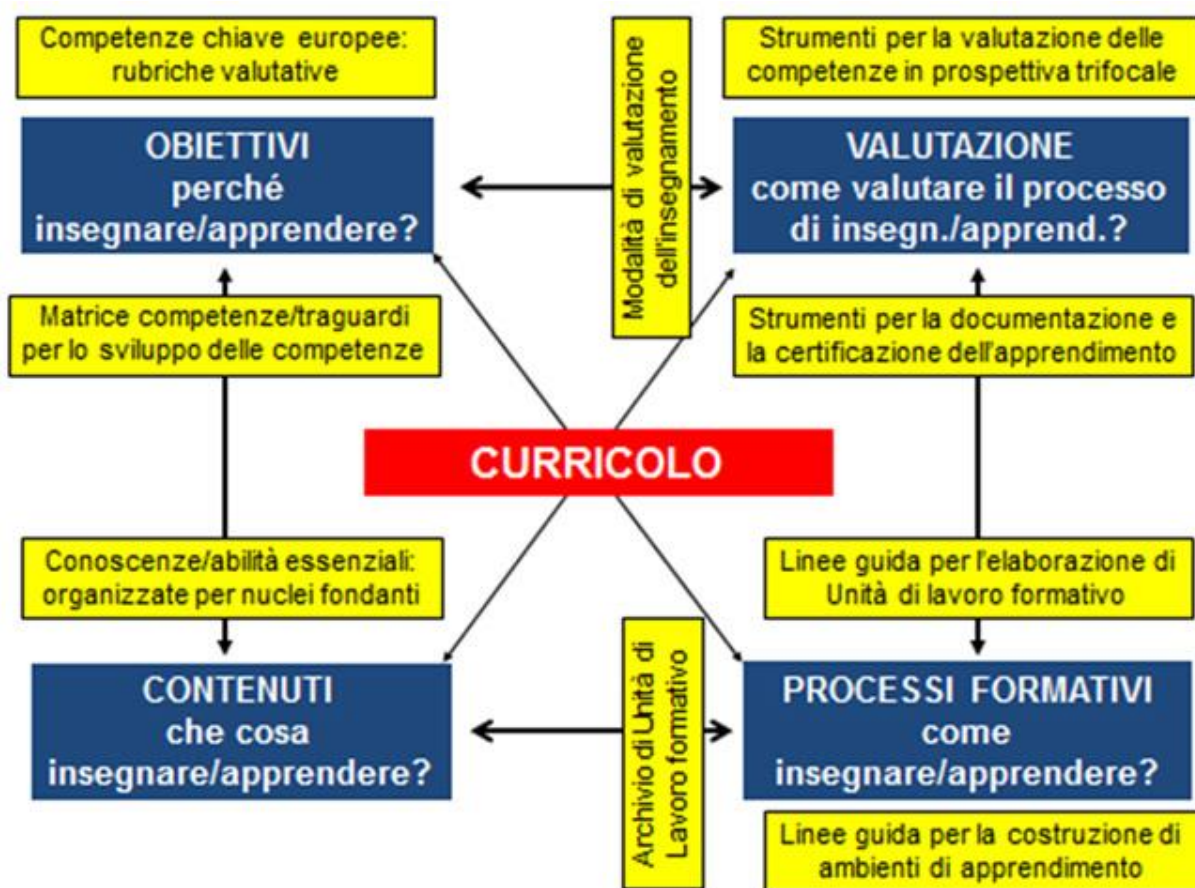 Competenze chiave europee:
rubriche valutative
Strumenti per la valutazione delle
competenze in prospettiva trifocale
OBIETTIVI
perché
insegnare/apprendere?
Modalità di valutazione
dell'insegnamento
VALUTAZIONE
come valutare il processo
di insegn./apprend.?
Matrice competenze/traguardi
per lo sviluppo delle competenze
Strumenti per la documentazione e
la certificazione dell'apprendimento
CURRICOLO
Conoscenze/abilità essenziali:
organizzate per nuclei fondanti
Linee guida per l'elaborazione di
Unità di lavoro formativo
CONTENUTI
che cosa
insegnare/apprendere?
Archivio di Unità di
Lavoro formativo
PROCESSI FORMATIVI
come
insegnare/apprendere?
Linee guida per la costruzione di
ambienti di apprendimento